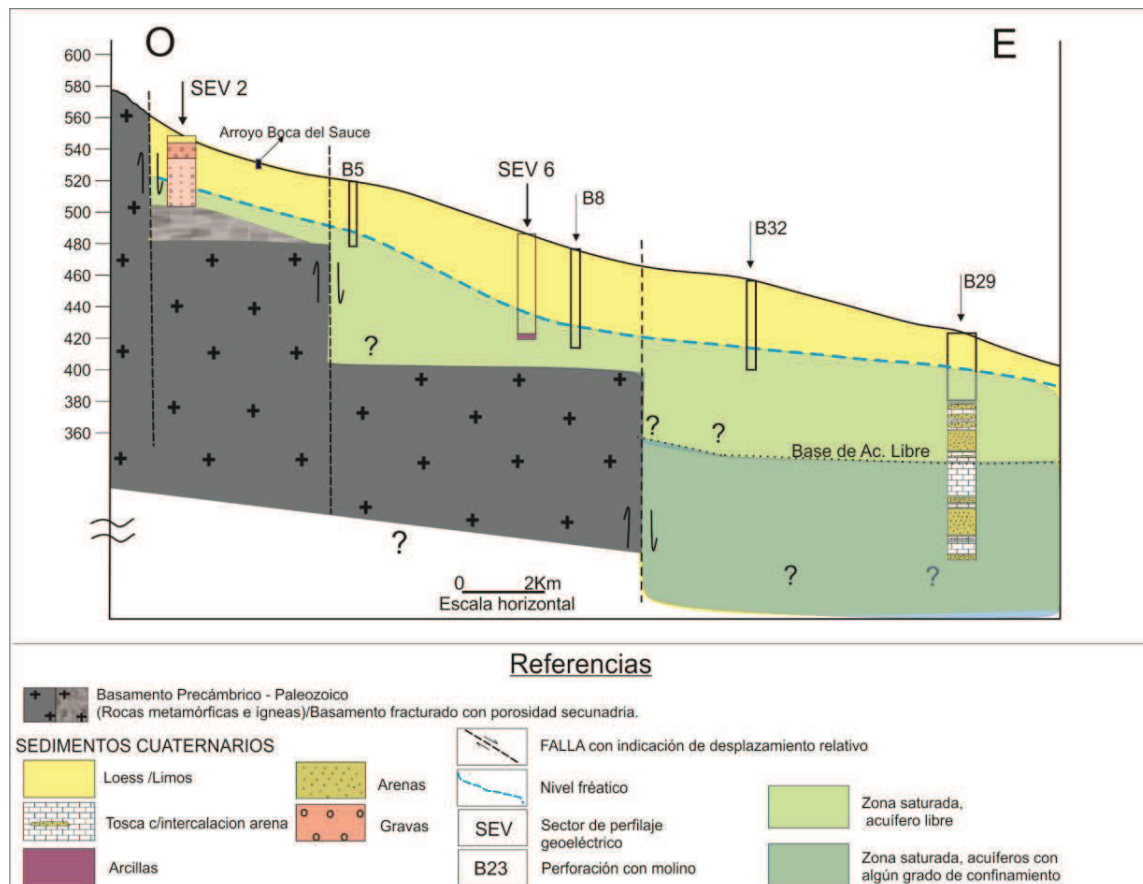 O
E
600
580
560
540
520
500
480
460
440
420
400
380
360
SEV 2
Arroyo Boca del Sauce
B5
SEV 6
B8
B32
B29
?
?
?
Base de Ac. Libre
?
?
?
0 2Km
Escala horizontal
Referencias
Basamento Precámbrico - Paleozoico
(Rocas metamórficas e ígneas)/Basamento fracturado con porosidad secunadria.
SEDIMENTOS CUATERNARIOS
Loess /Limos
Tosca c/intercalacion arena
Arcillas
Arenas
Gravas
FALLA con indicación de desplazamiento relativo
Nivel fréatico
SEV
Sector de perfilaje
geoeléctrico
B23
Perforación con molino
Zona saturada,
acuífero libre
Zona saturada, acuíferos con
algún grado de confinamiento